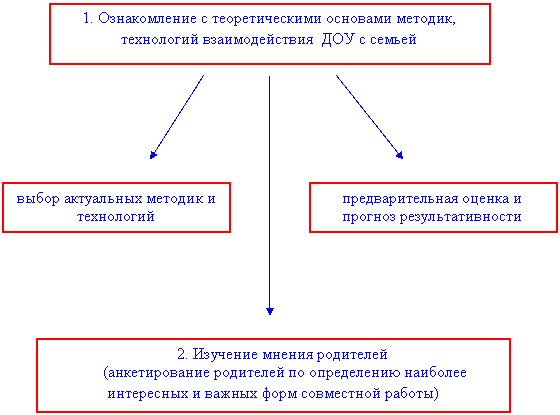 1. Ознакомление с теоретическими основами методик,
технологий взаимодействия ДОУ с семьей
выбор актуальных методик и
технологий
предварительная оценка и
прогноз результативности
2. Изучение мнения родителей
(анкетирование родителей по определению наиболее
интересных и важных форм совместной работы)